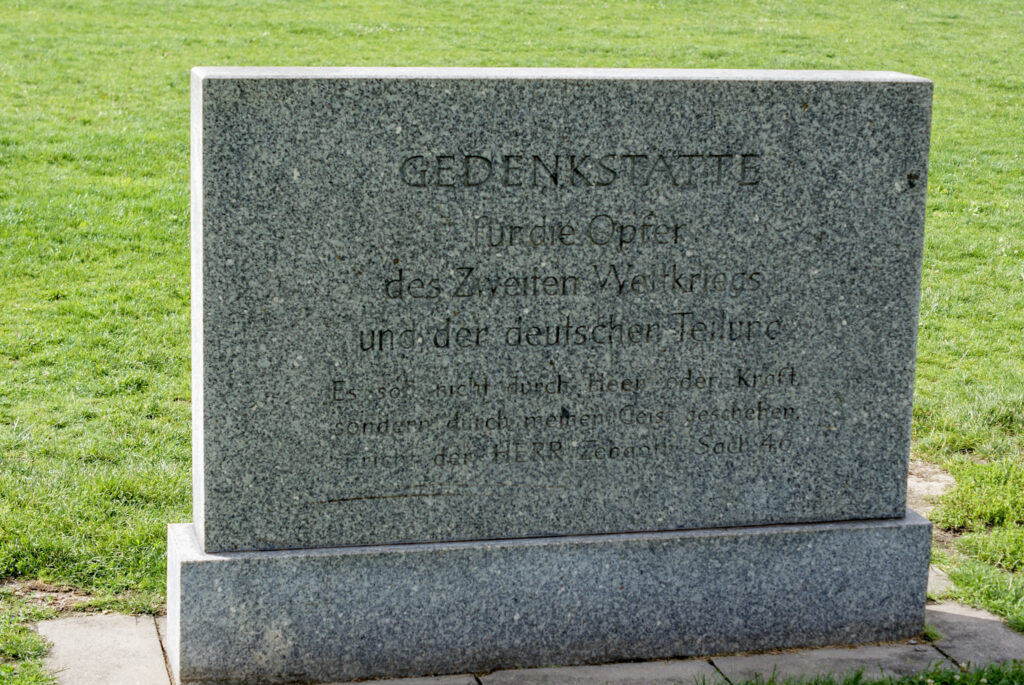 GEDENKSTÄTTE
für die Opfer
des Zweiten Weltkriegs
und der deutschen Teilung
Es soll nicht durch Heer oder Kraft,
sondern durch meinen Geist geschehen,
spricht der HERR Zebaoth. Sach. 4,6